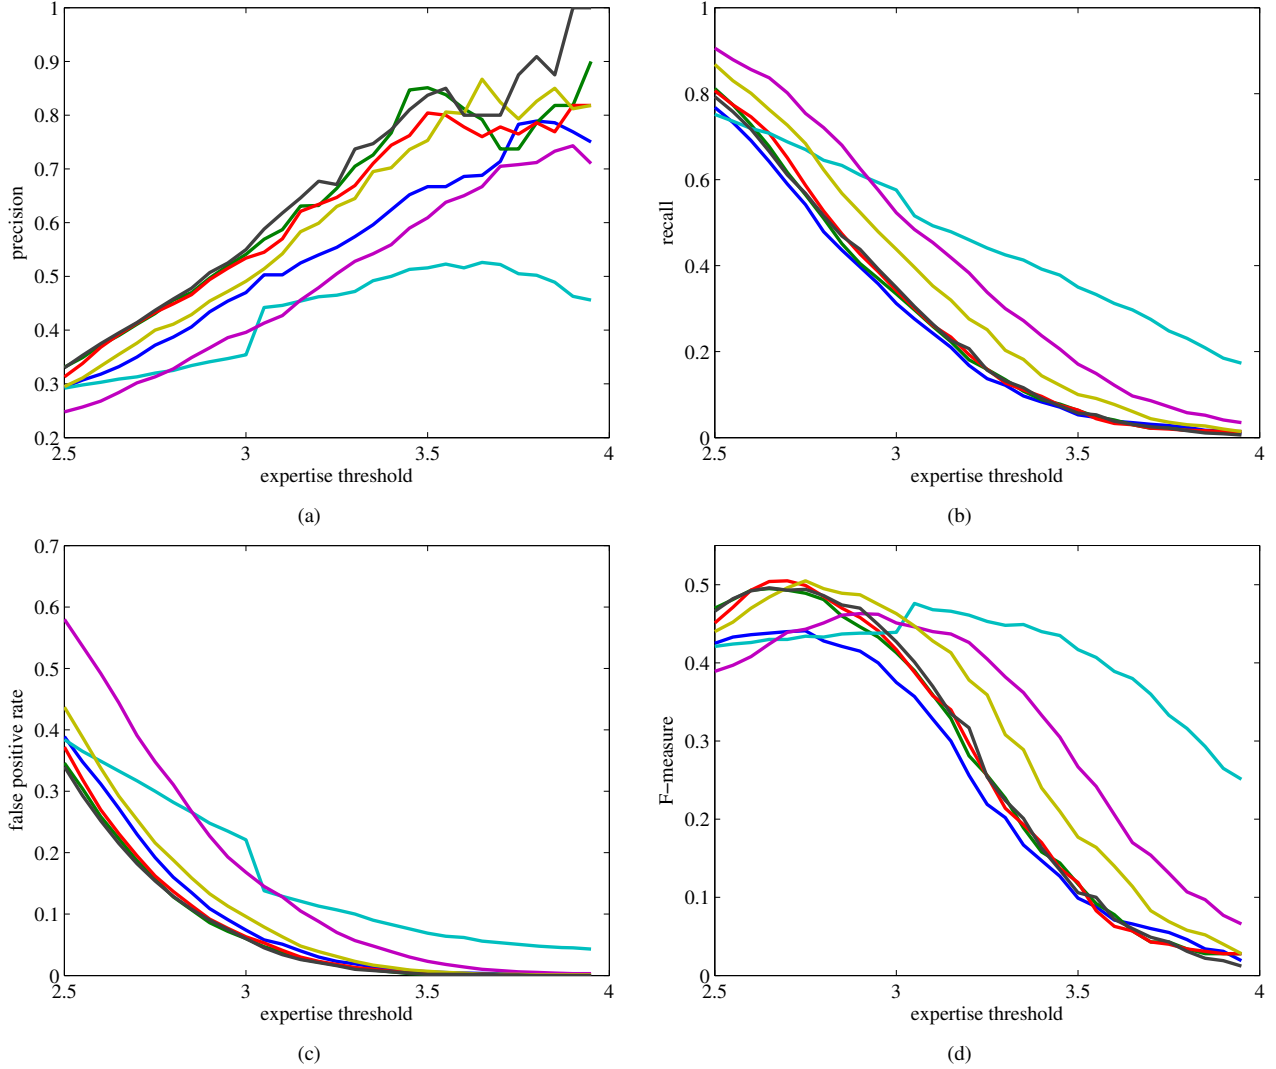 1
0.9
0.8
0.7
0.6
0.5
0.4
0.3
0.2
2.5 3 3.5 4
precision
expertise threshold
(a)
1
0.8
0.6
0.4
0.2
0
2.5 3 3.5 4
recall
expertise threshold
(b)
0.7
0.6
0.5
0.4
0.3
0.2
0.1
0
2.5 3 3.5 4
false positive rate
expertise threshold
(c)
0.5
0.4
0.3
0.2
0.1
0
2.5 3 3.5 4
F−measure
expertise threshold
(d)